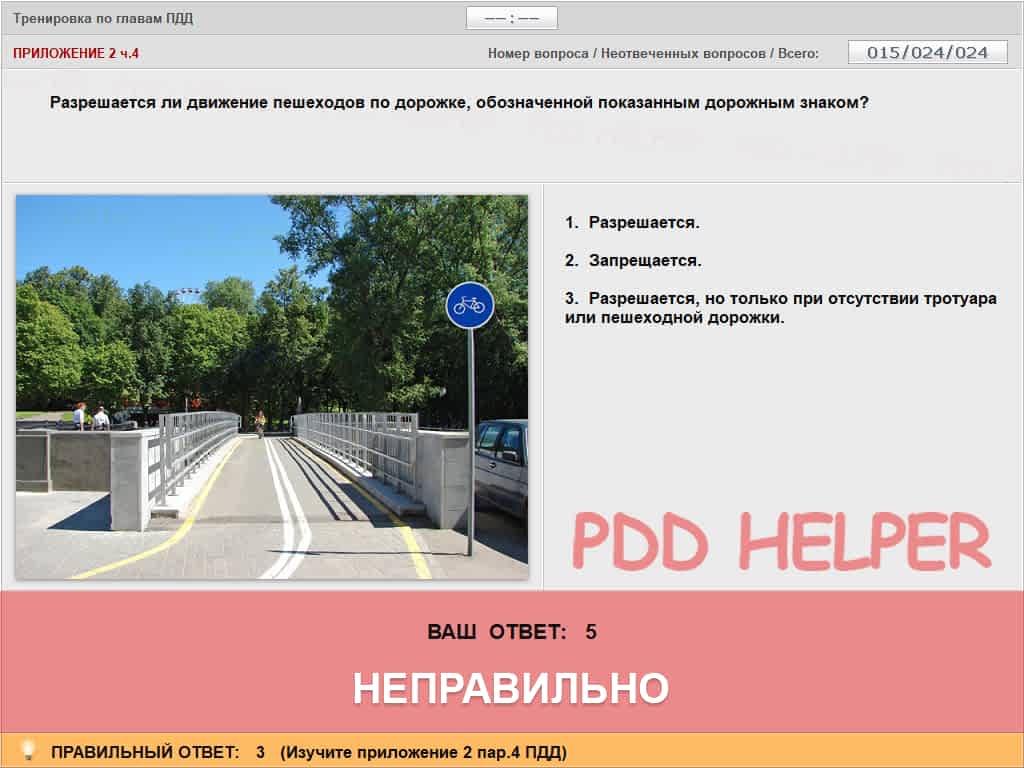 Тренировка по главам ПДД
—— : ——
ПРИЛОЖЕНИЕ 2 ч.4
Номер вопроса / Неотвеченных вопросов / Всего:
015/024/024
Разрешается ли движение пешеходов по дорожке, обозначенной показанным дорожным знаком?
1. Разрешается.
2. Запрещается.
3. Разрешается, но только при отсутствии тротуара
или пешеходной дорожки.
PDD HELPER
ВАШ ОТВЕТ: 5
НЕПРАВИЛЬНО
ПРАВИЛЬНЫЙ ОТВЕТ: 3 (Изучите приложение 2 пар.4 ПДД)